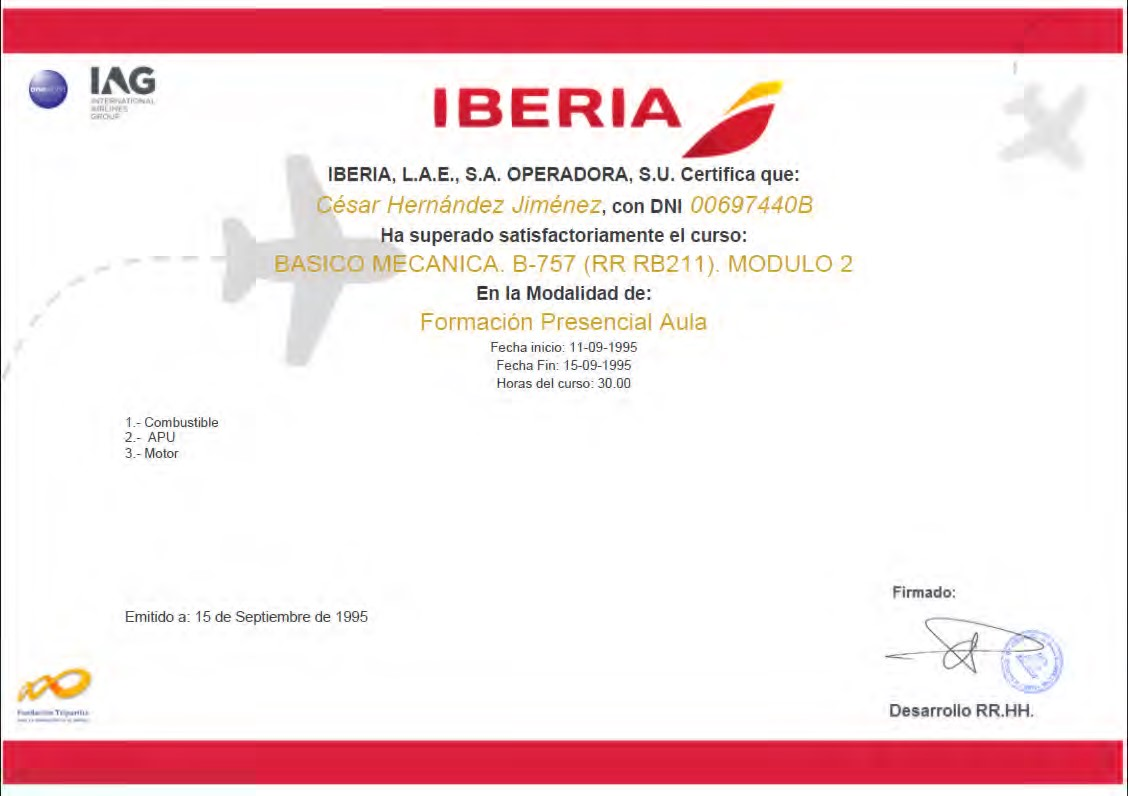 IAG
INTERNATIONAL
AIRLINES
GROUP
IBERIA
IBERIA, L.A.E., S.A. OPERADORA, S.U. Certifica que:
César Hernández Jiménez, con DNI 00697440B
Ha superado satisfactoriamente el curso:
BASICO MECANICA. B-757 (RR RB211). MODULO 2
En la Modalidad de:
Formación Presencial Aula
Fecha inicio: 11-09-1995
Fecha Fin: 15-09-1995
Horas del curso: 30.00
1.- Combustible
2.- APU
3.- Motor
Firmado:
Emitido a: 15 de Septiembre de 1995
Fundación Tripartita
Desarrollo RR.HH.